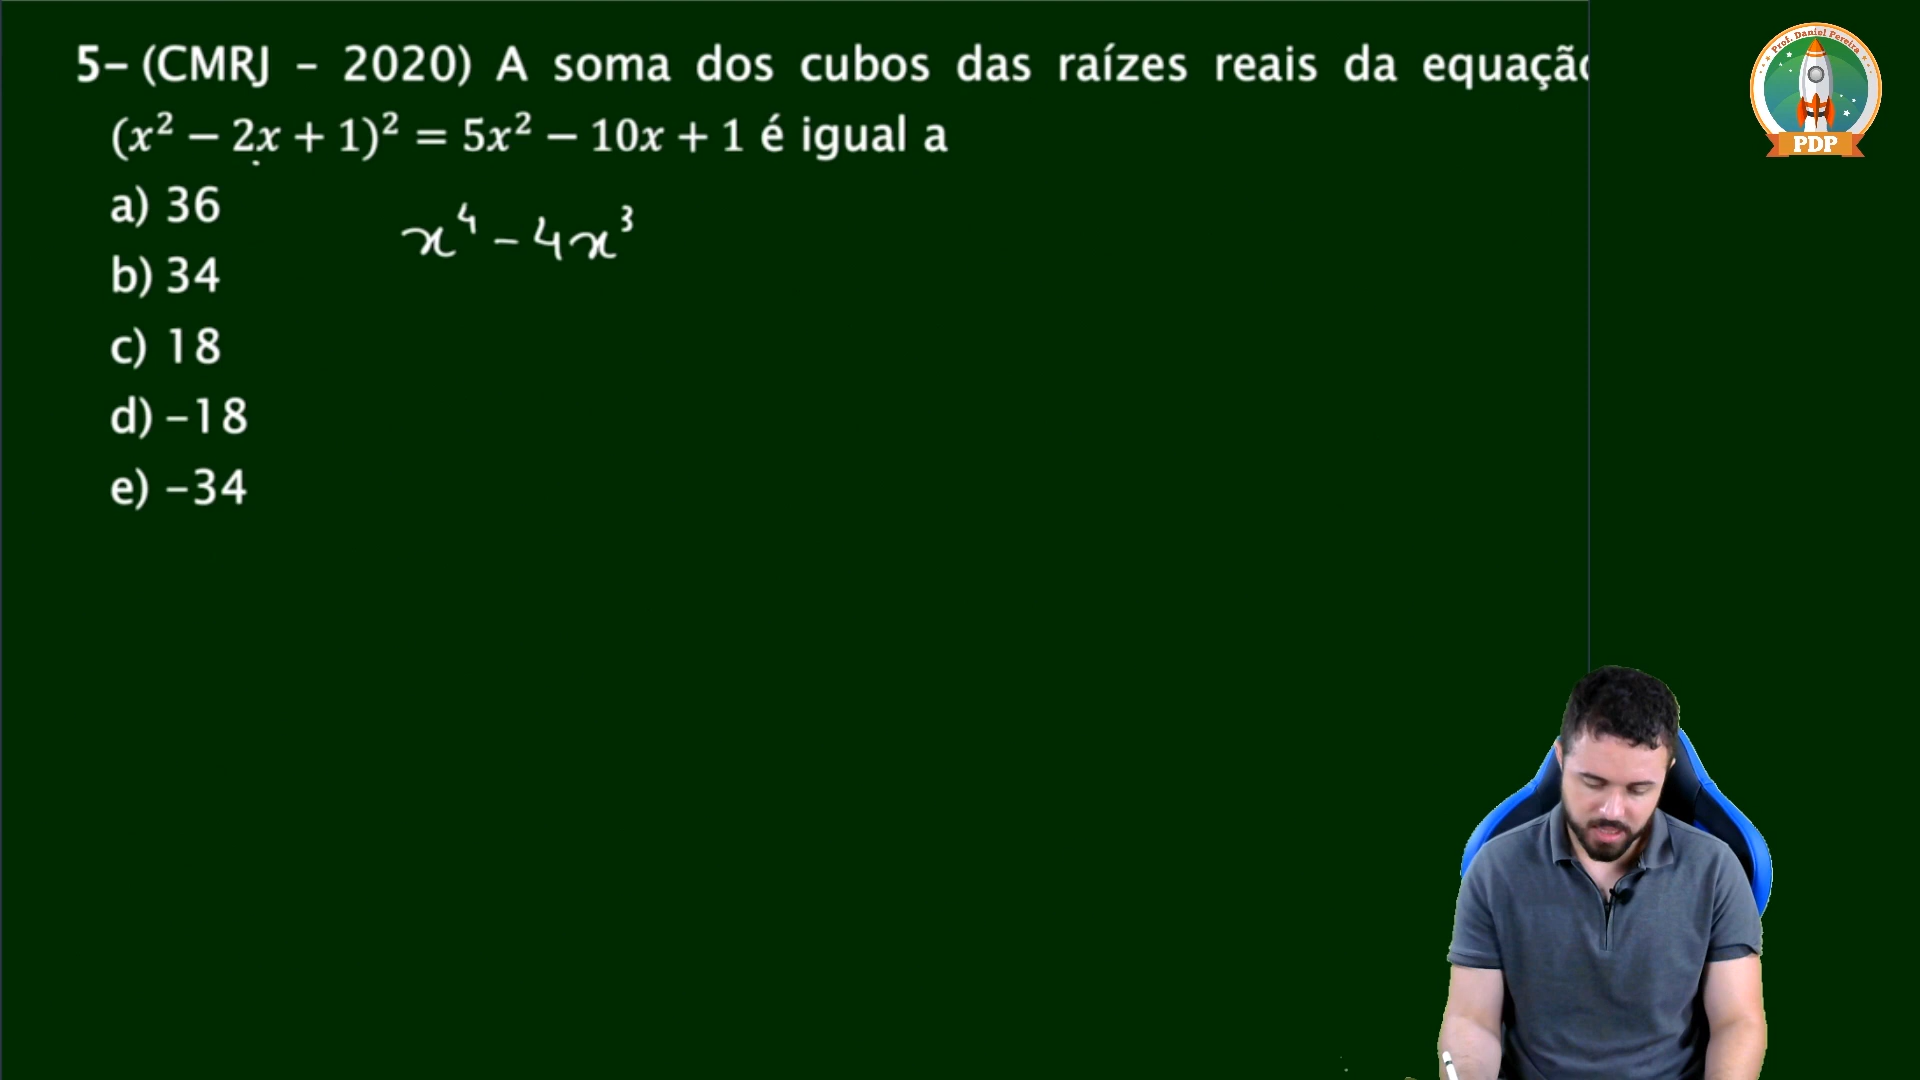 5- (CMRJ - 2020) A soma dos cubos das raízes reais da equação
(x² − 2x + 1)² = 5x² − 10x + 1 é igual a
a) 36
x⁴ - 4x³
b) 34
c) 18
d) -18
e) -34
Prof. Daniel Pereira
PDP